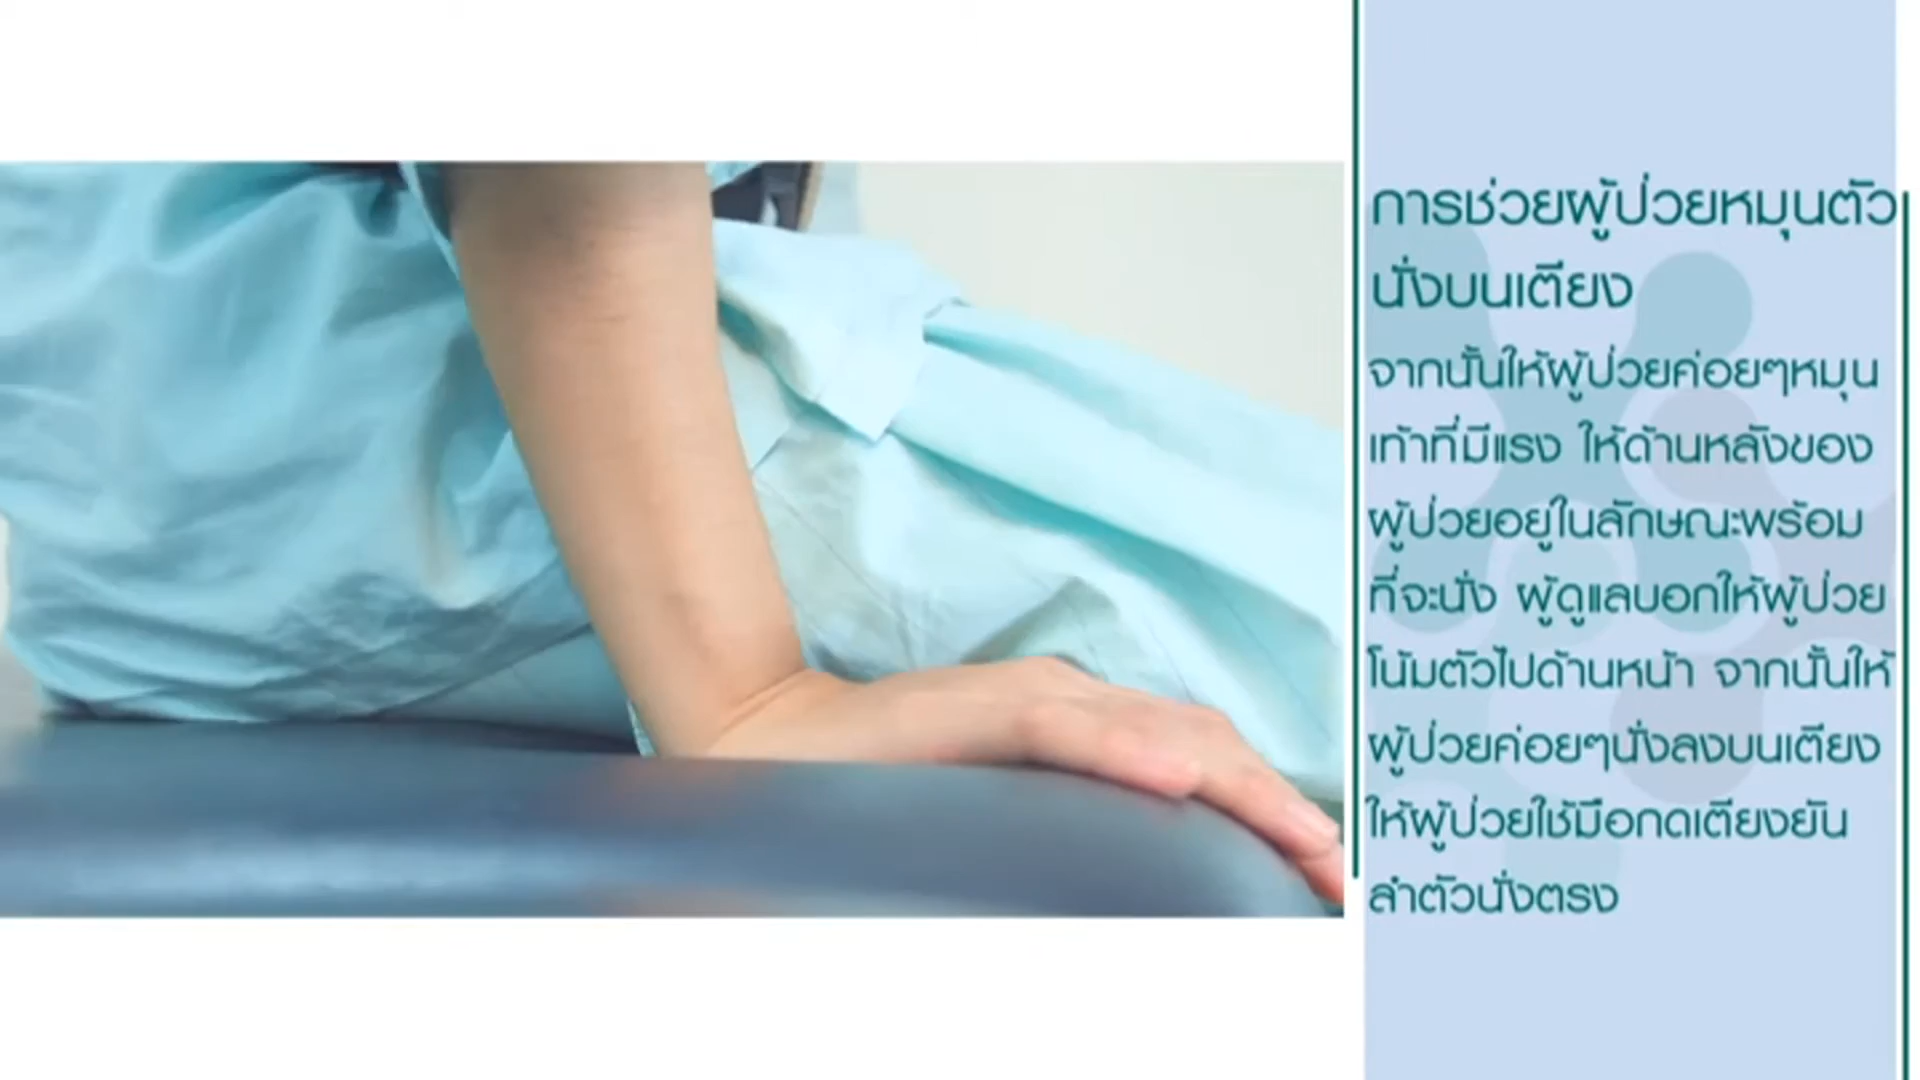 การช่วยผู้ป่วยหมุนตัว
นั่งบนเตียง
จากนั้นให้ผู้ป่วยค่อยๆหมุน
เท้าที่มีแรง ให้ด้านหลังของ
ผู้ป่วยอยู่ในลักษณะพร้อม
ที่จะนั่ง ผู้ดูแลบอกให้ผู้ป่วย
โน้มตัวไปด้านหน้า จากนั้นให้
ผู้ป่วยค่อยๆนั่งลงบนเตียง
ให้ผู้ป่วยใช้มือกดเตียงยัน
ลำตัวนั่งตรง